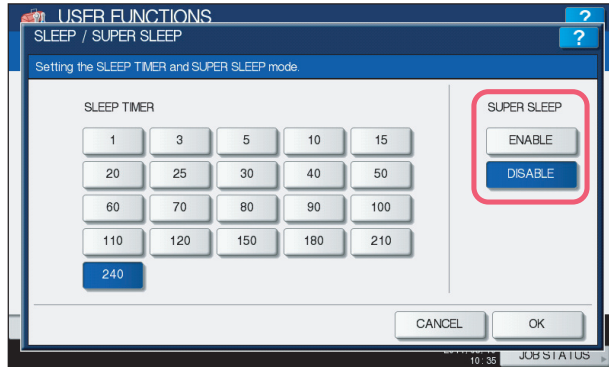 USER FUNCTIONS ?
SLEEP / SUPER SLEEP ?
Setting the SLEEP TIMER and SUPER SLEEP mode.
SLEEP TIMER
SUPER SLEEP
1 3 5 10 15
ENABLE
20 25 30 40 50
DISABLE
60 70 80 90 100
110 120 150 180 210
240
CANCEL OK
10:35 JOB STATUS